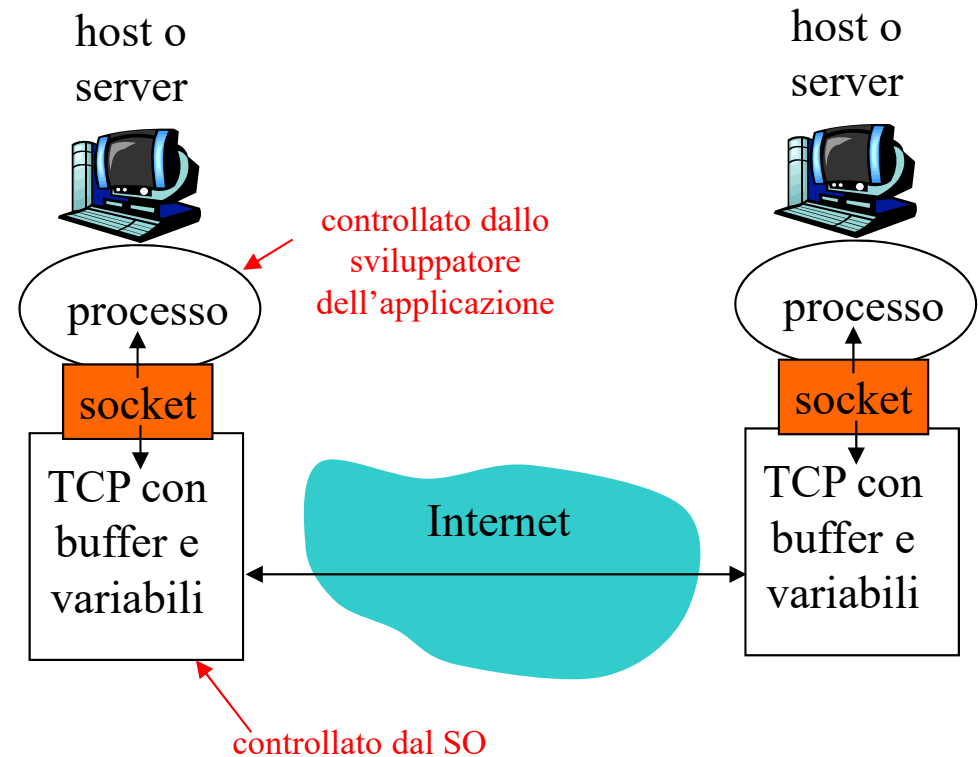 host o
server
host o
server
controllato dallo
sviluppatore
dell’applicazione
processo
processo
socket
socket
TCP con
buffer e
variabili
Internet
TCP con
buffer e
variabili
controllato dal SO